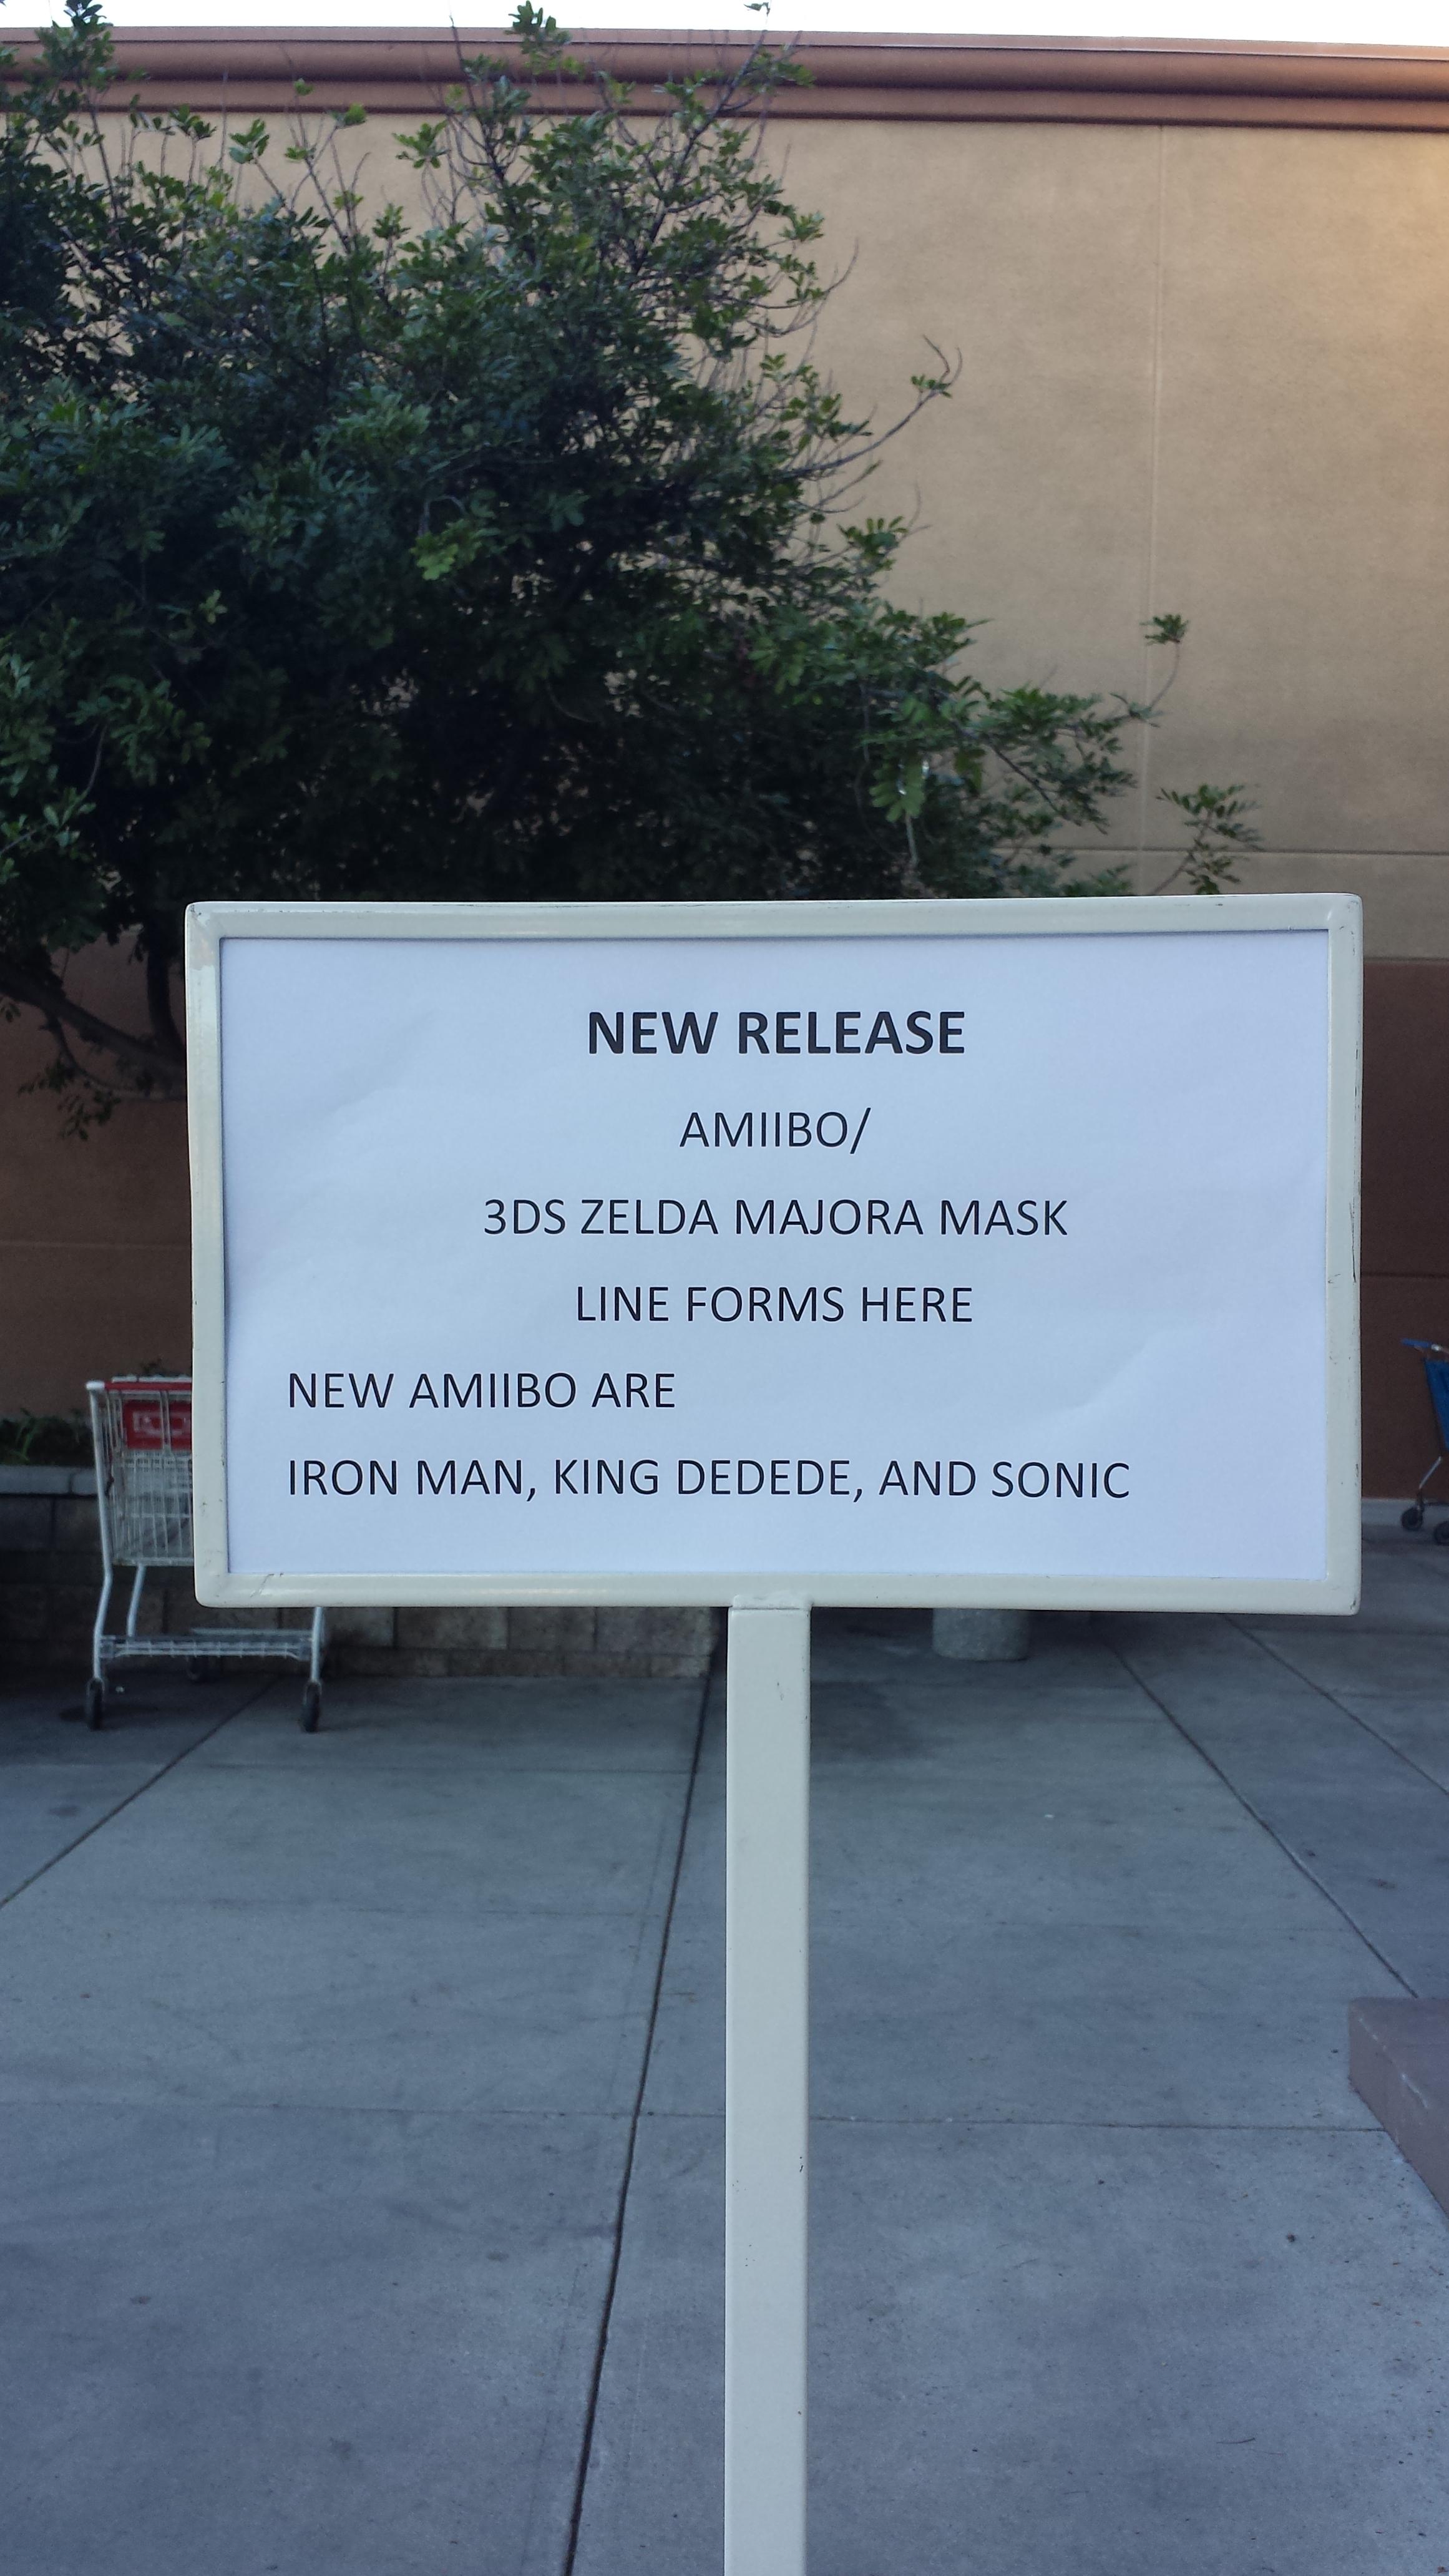 NEW RELEASE
AMIIBO/
3DS ZELDA MAJORA MASK
LINE FORMS HERE
NEW AMIIBO ARE
IRON MAN, KING DEDEDE, AND SONIC